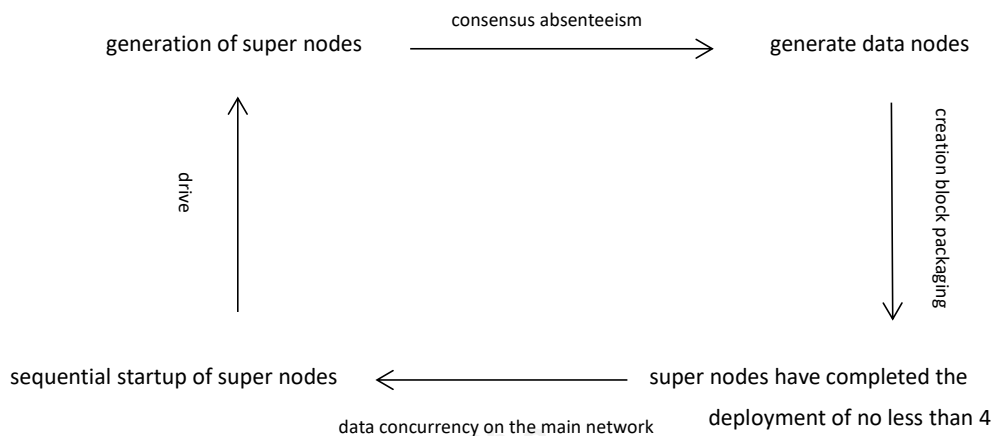 consensus absenteeism
generation of super nodes
generate data nodes
drive
creation block packaging
sequential startup of super nodes
super nodes have completed the
deployment of no less than 4
data concurrency on the main network